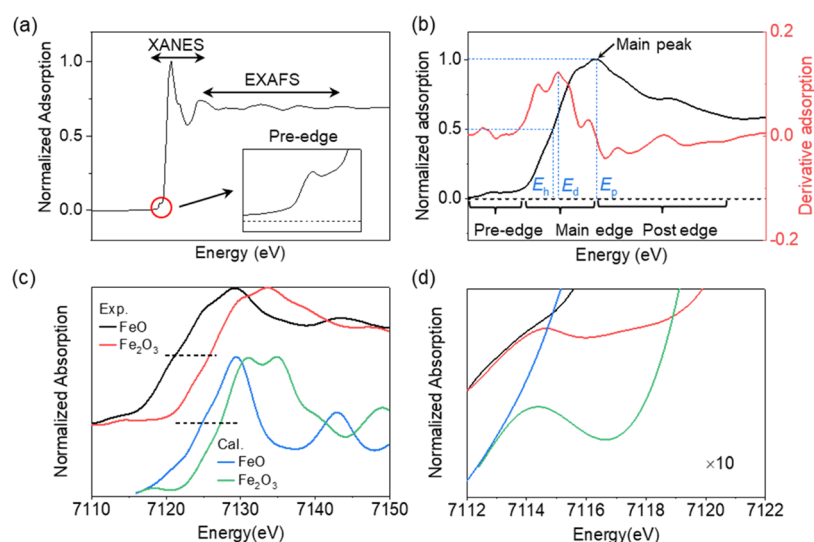 (a)
XANES
EXAFS
Pre-edge
1.0
0.5
0.0
Normalized Adsorption
Energy (eV)
(b)
Main peak
1.0
0.5
0.0
Normalized adsorption
0.2
0.0
-0.2
Derivative adsorption
Eh Ed Ep
Pre-edge Main edge Post edge
Energy (eV)
(c)
Exp.
FeO
Fe2O3
Cal.
FeO
Fe2O3
Normalized Absorption
7110 7120 7130 7140 7150
Energy(eV)
(d)
Normalized Absorption
×10
7112 7114 7116 7118 7120 7122
Energy(eV)